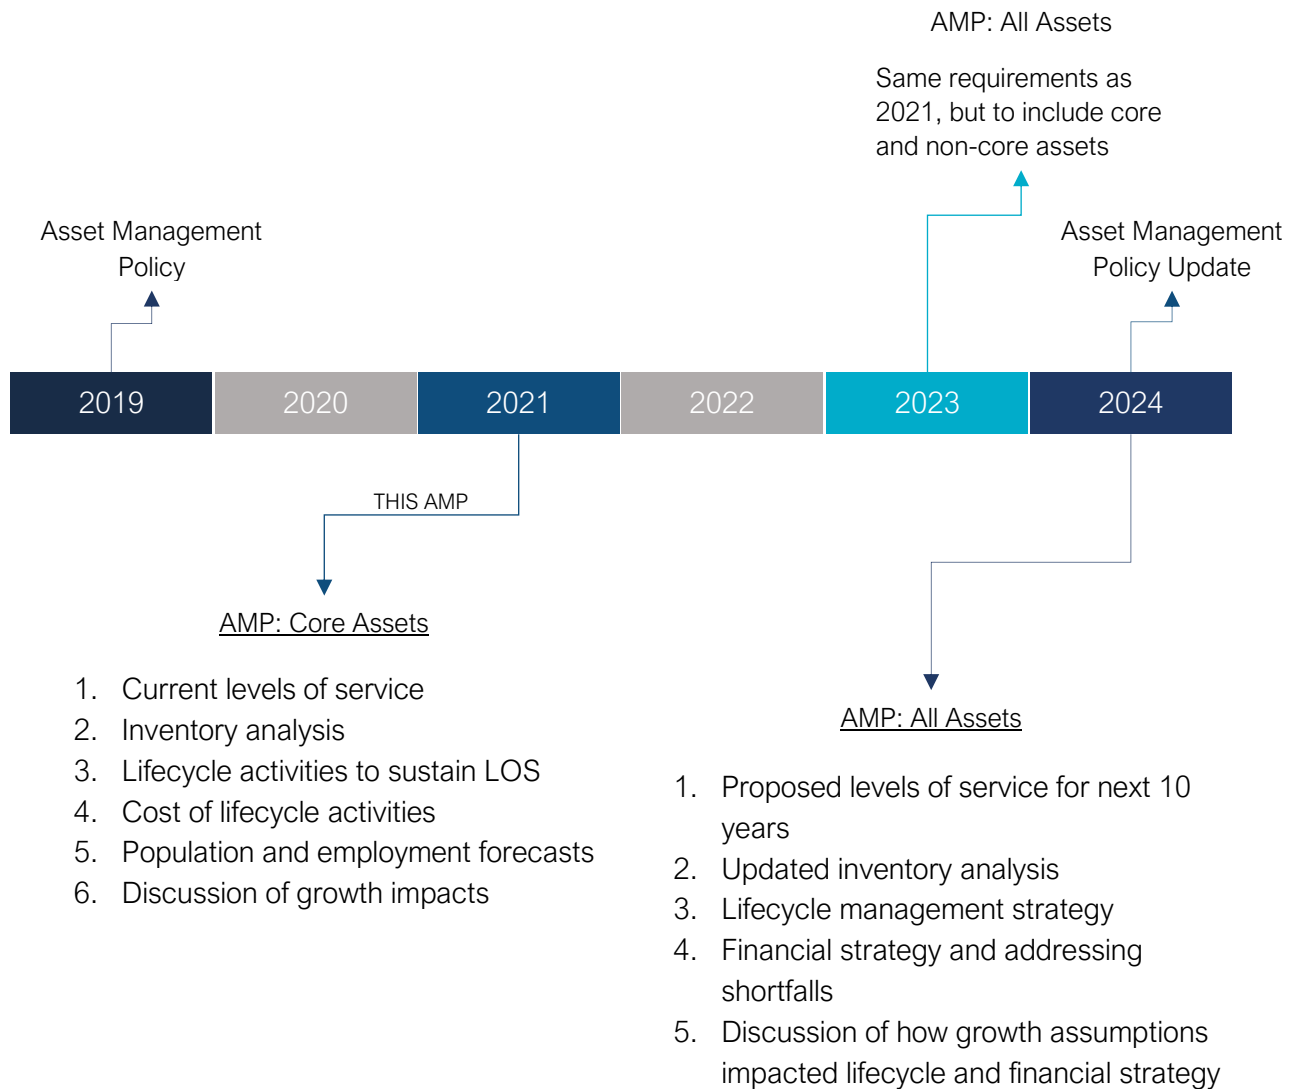 AMP: All Assets
Same requirements as
2021, but to include core
and non-core assets
Asset Management
Policy
Asset Management
Policy Update
2019
2020
2021
2022
2023
2024
THIS AMP
AMP: Core Assets
1. Current levels of service
2. Inventory analysis
3. Lifecycle activities to sustain LOS
4. Cost of lifecycle activities
5. Population and employment forecasts
6. Discussion of growth impacts
AMP: All Assets
1. Proposed levels of service for next 10
years
2. Updated inventory analysis
3. Lifecycle management strategy
4. Financial strategy and addressing
shortfalls
5. Discussion of how growth assumptions
impacted lifecycle and financial strategy